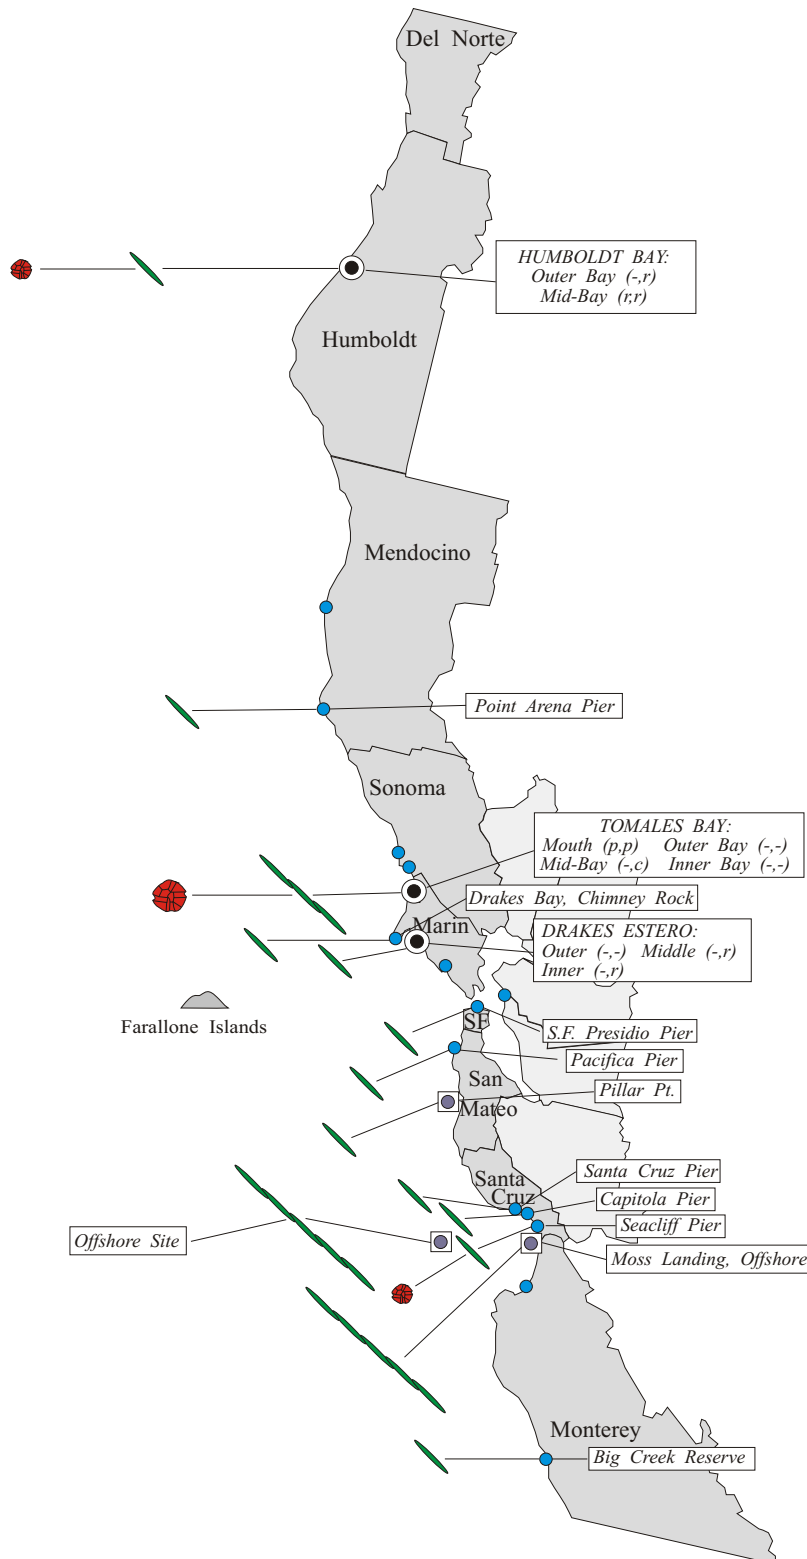 Del Norte
HUMBOLDT BAY:
Outer Bay (-,r)
Mid-Bay (r,r)
Humboldt
Mendocino
Point Arena Pier
Sonoma
TOMALES BAY:
Mouth (p,p) Outer Bay (-,-)
Mid-Bay (-,c) Inner Bay (-,-)
Drakes Bay, Chimney Rock
Marin
DRAKES ESTERO:
Outer (-,-) Middle (-,r)
Inner (-,r)
Farallone Islands
SF
S.F. Presidio Pier
Pacifica Pier
San
Mateo
Pillar Pt.
Santa
Cruz
Santa Cruz Pier
Capitola Pier
Seacliff Pier
Offshore Site
Moss Landing, Offshore
Monterey
Big Creek Reserve